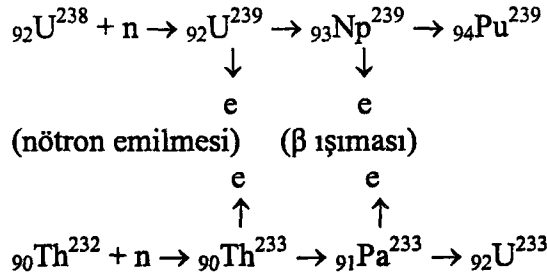 ₉₂U²³⁸ + n → ₉₂U²³⁹ → ₉₃Np²³⁹ → ₉₄Pu²³⁹
↓ ↓
e e
(nötron emilmesi) (β ışıması)
e e
↑ ↑
₉₀Th²³² + n → ₉₀Th²³³ → ₉₁Pa²³³ → ₉₂U²³³